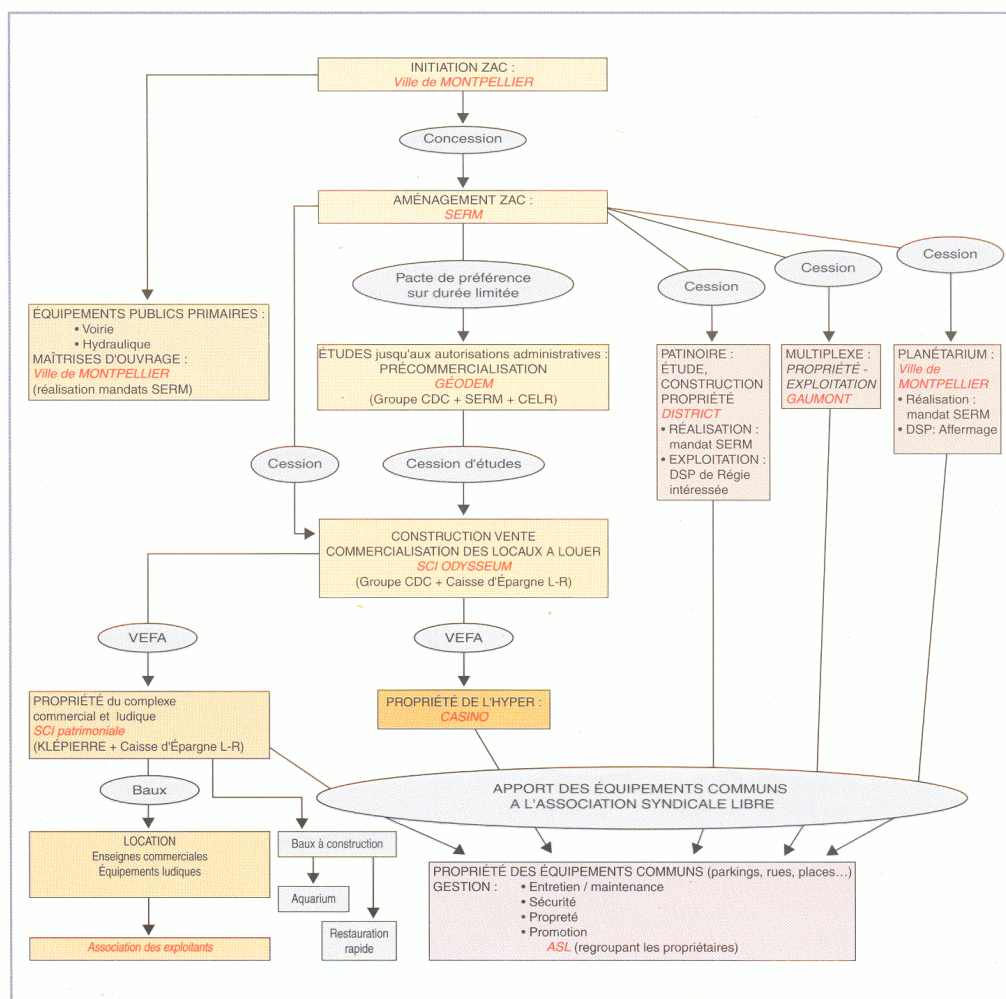 INITIATION ZAC :
Ville de MONTPELLIER
Concession
AMÉNAGEMENT ZAC :
SERM
Cession
Cession
Cession
Pacte de préférence
sur durée limitée
ÉQUIPEMENTS PUBLICS PRIMAIRES :
• Voirie
• Hydraulique
MAÎTRISES D'OUVRAGE :
Ville de MONTPELLIER
(réalisation mandats SERM)
ÉTUDES jusqu'aux autorisations administratives :
PRÉCOMMERCIALISATION
GÉODEM
(Groupe CDC + SERM + CELR)
PATINOIRE :
ÉTUDE,
CONSTRUCTION
PROPRIÉTÉ
DISTRICT
• RÉALISATION :
mandat SERM
• EXPLOITATION :
DSP de Régie
intéressée
MULTIPLEXE :
PROPRIÉTÉ -
EXPLOITATION
GAUMONT
PLANÉTARIUM :
Ville de
MONTPELLIER
• Réalisation :
mandat SERM
• DSP: Affermage
Cession
Cession d'études
CONSTRUCTION VENTE
COMMERCIALISATION DES LOCAUX A LOUER
SCI ODYSSEUM
(Groupe CDC + Caisse d'Épargne L-R)
VEFA
VEFA
PROPRIÉTÉ du complexe
commercial et ludique
SCI patrimoniale
(KLÉPIERRE + Caisse d'Épargne L-R)
PROPRIÉTÉ DE L'HYPER :
CASINO
Baux
APPORT DES ÉQUIPEMENTS COMMUNS
A L'ASSOCIATION SYNDICALE LIBRE
LOCATION
Enseignes commerciales
Équipements ludiques
Baux à construction
Aquarium
Restauration
rapide
Association des exploitants
PROPRIÉTÉ DES ÉQUIPEMENTS COMMUNS (parkings, rues, places...)
GESTION : • Entretien / maintenance
• Sécurité
• Propreté
• Promotion
ASL (regroupant les propriétaires)